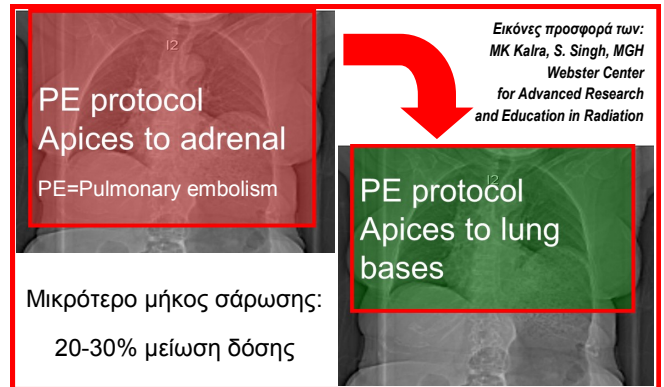 I2
PE protocol
Apices to adrenal
PE=Pulmonary embolism
Εικόνες προσφορά των:
MK Kalra, S. Singh, MGH
Webster Center
for Advanced Research
and Education in Radiation
I2
PE protocol
Apices to lung
bases
Μικρότερο μήκος σάρωσης:
20-30% μείωση δόσης